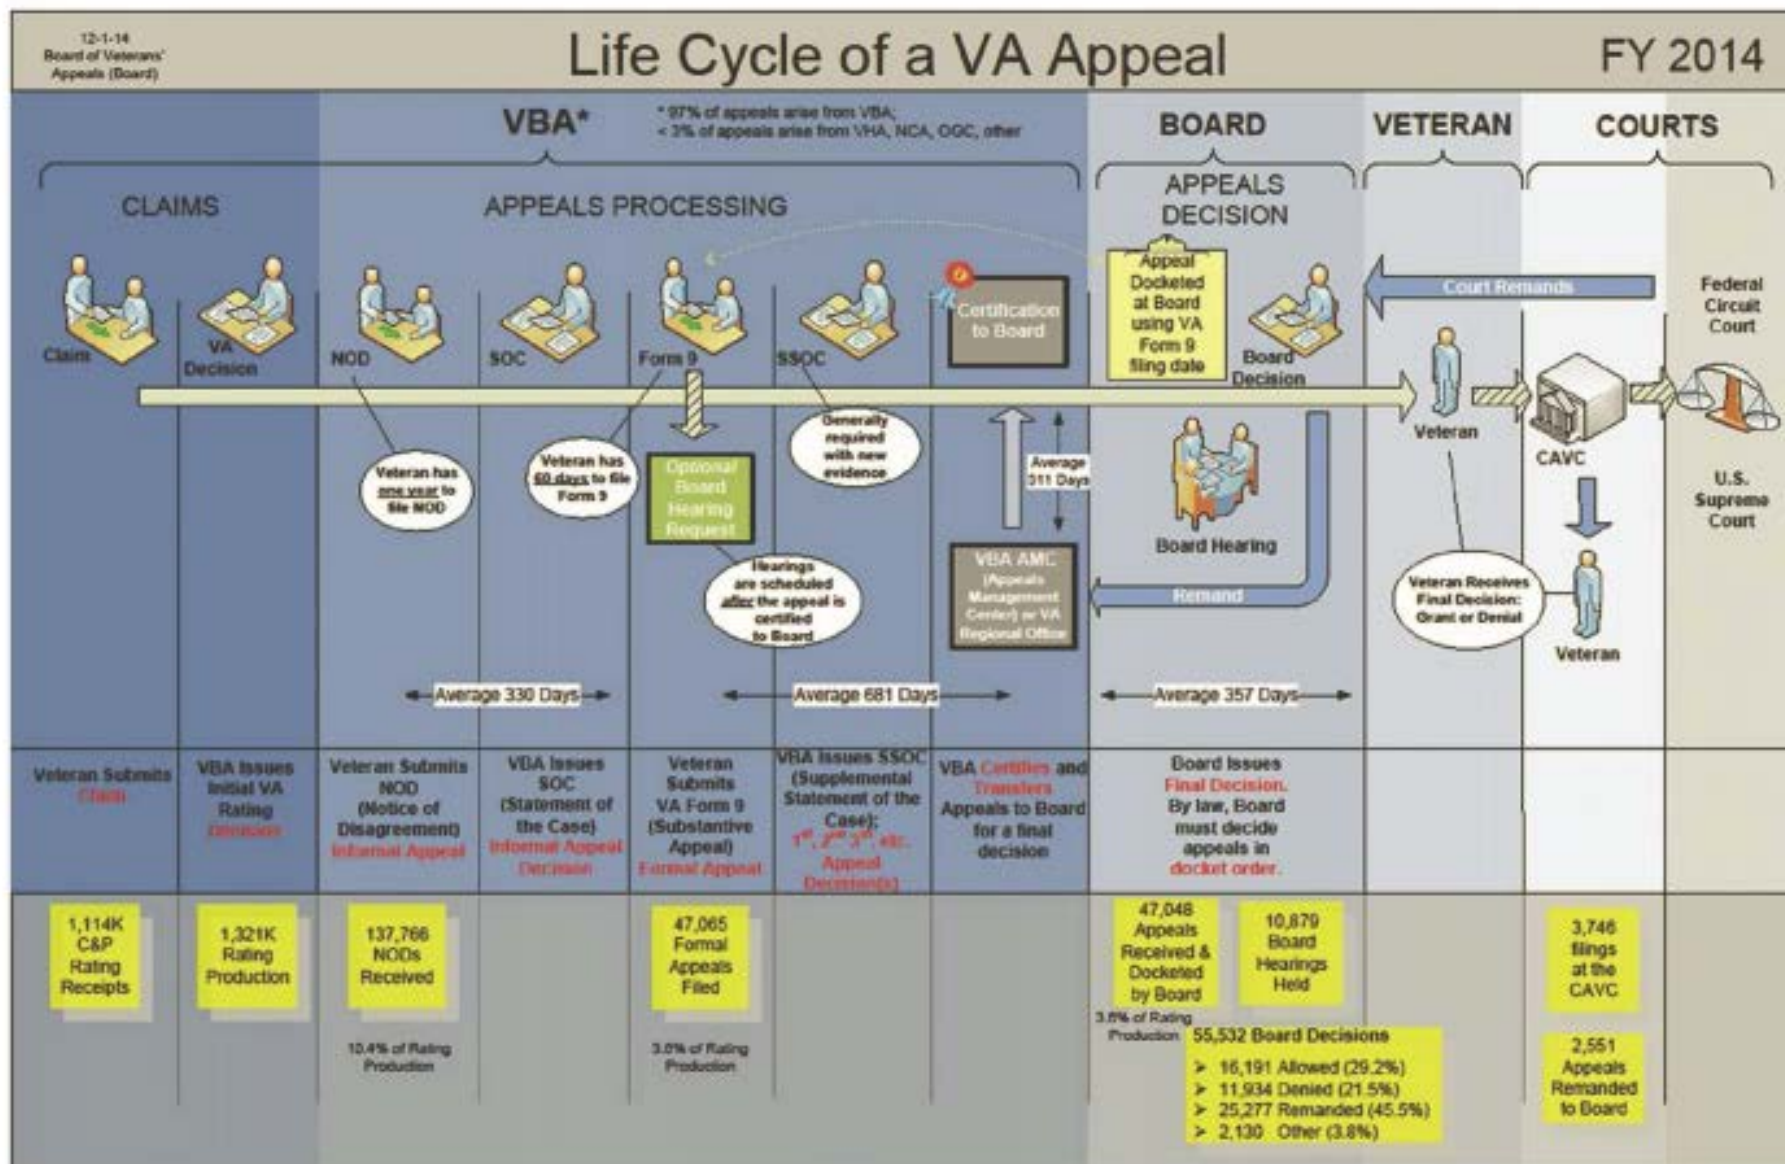 12-1-14
Board of Veterans'
Appeals (Board)
Life Cycle of a VA Appeal
FY 2014
VBA*
* 97% of appeals arise from VBA;
< 3% of appeals arise from VHA, NCA, OGC, other
BOARD
VETERAN
COURTS
CLAIMS
APPEALS PROCESSING
APPEALS
DECISION
Claim
VA
Decision
NOD
SOC
Form 9
SSOC
Certification
to Board
Appeal
Docketed
at Board
using VA
Form 9
filing date
Board
Decision
Court Remands
Federal
Circuit
Court
Veteran
CAVC
U.S.
Supreme
Court
Veteran has
one year to
file NOD
Veteran has
60 days to file
Form 9
Optional
Board
Hearing
Request
Generally
required
with new
evidence
Average
311 Days
Board Hearing
Hearings
are scheduled
after the appeal is
certified
to Board
VBA AMC
(Appeals
Management
Center) or VA
Regional Office
Remand
Veteran Receives
Final Decision:
Grant or Denial
Veteran
Average 330 Days
Average 681 Days
Average 357 Days
Veteran Submits
Claim
VBA Issues
Initial VA
Rating
Decision
Veteran Submits
NOD
(Notice of
Disagreement)
Informal Appeal
VBA Issues
SOC
(Statement of
the Case)
Informal Appeal
Decision
Veteran
Submits
VA Form 9
(Substantive
Appeal)
Formal Appeal
VBA Issues SSOC
(Supplemental
Statement of the
Case);
1st, 2nd 3rd, etc.
Appeal
Decision(s)
VBA Certifies and
Transfers
Appeals to Board
for a final
decision
Board Issues
Final Decision.
By law, Board
must decide
appeals in
docket order.
1,114K
C&P
Rating
Receipts
1,321K
Rating
Production
137,766
NODs
Received
10.4% of Rating
Production
47,065
Formal
Appeals
Filed
3.6% of Rating
Production
47,048
Appeals
Received &
Docketed
by Board
3.6% of Rating
Production
10,879
Board
Hearings
Held
55,532 Board Decisions
➢ 16,191 Allowed (29.2%)
➢ 11,934 Denied (21.5%)
➢ 25,277 Remanded (45.5%)
➢ 2,130 Other (3.8%)
3,746
filings
at the
CAVC
2,551
Appeals
Remanded
to Board